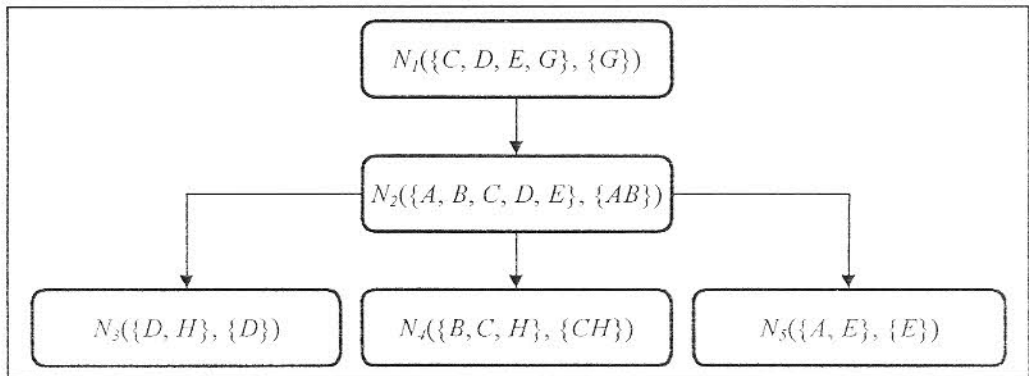 N₁({C, D, E, G}, {G})
N₂({A, B, C, D, E}, {AB})
N₃({D, H}, {D})
N₄({B,C, H}, {CH})
N₅({A, E}, {E})